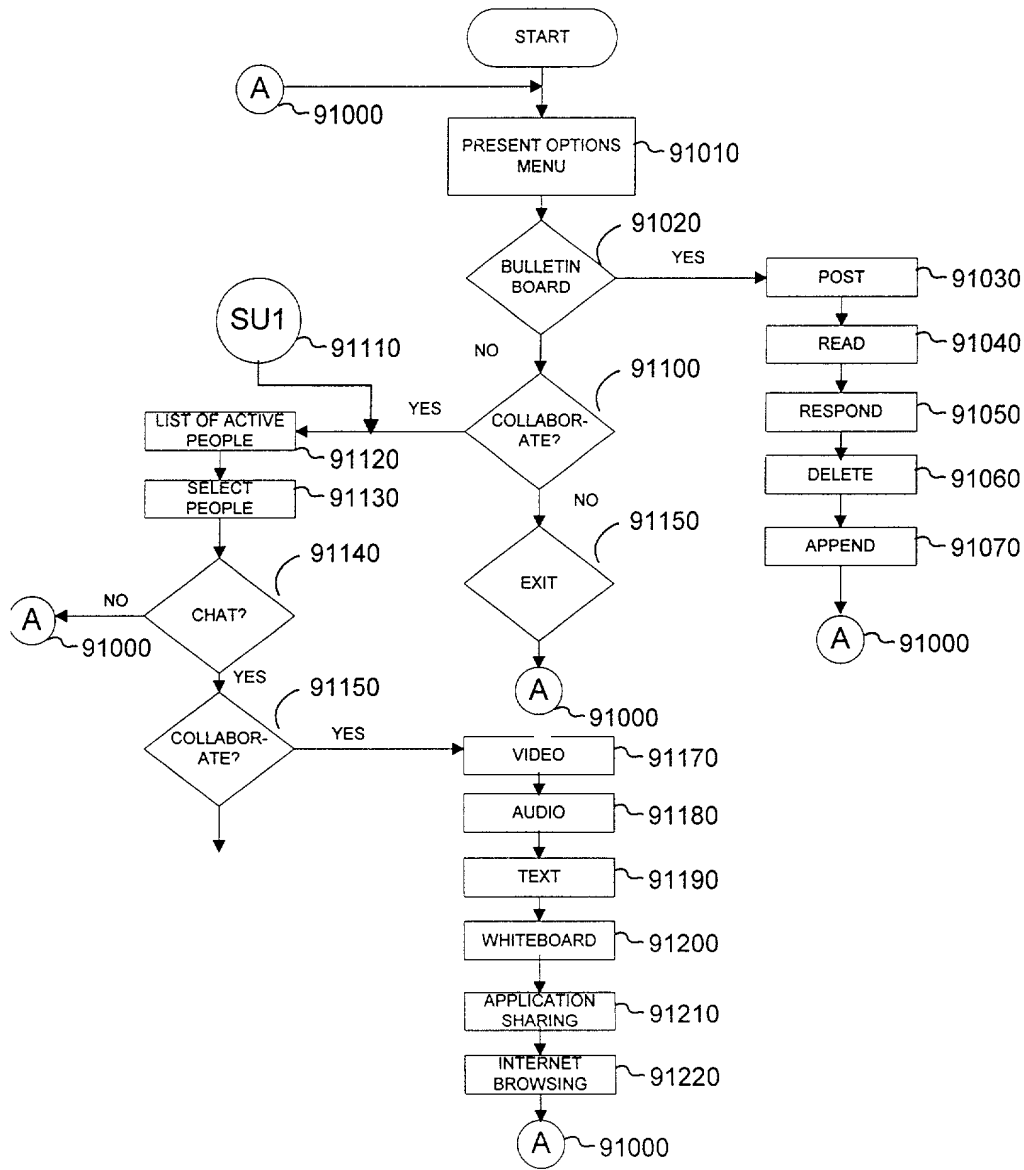 START
A
91000
PRESENT OPTIONS
MENU
91010
91020
BULLETIN
BOARD
YES
POST
91030
SU1
91110
NO
READ
91040
91100
RESPOND
91050
YES
COLLABOR-
ATE?
LIST OF ACTIVE
PEOPLE
91120
DELETE
91060
SELECT
PEOPLE
91130
NO
91150
APPEND
91070
91140
EXIT
NO
CHAT?
A
91000
A
91000
YES
91150
A
91000
COLLABOR-
ATE?
YES
VIDEO
91170
AUDIO
91180
TEXT
91190
WHITEBOARD
91200
APPLICATION
SHARING
91210
INTERNET
BROWSING
91220
A
91000